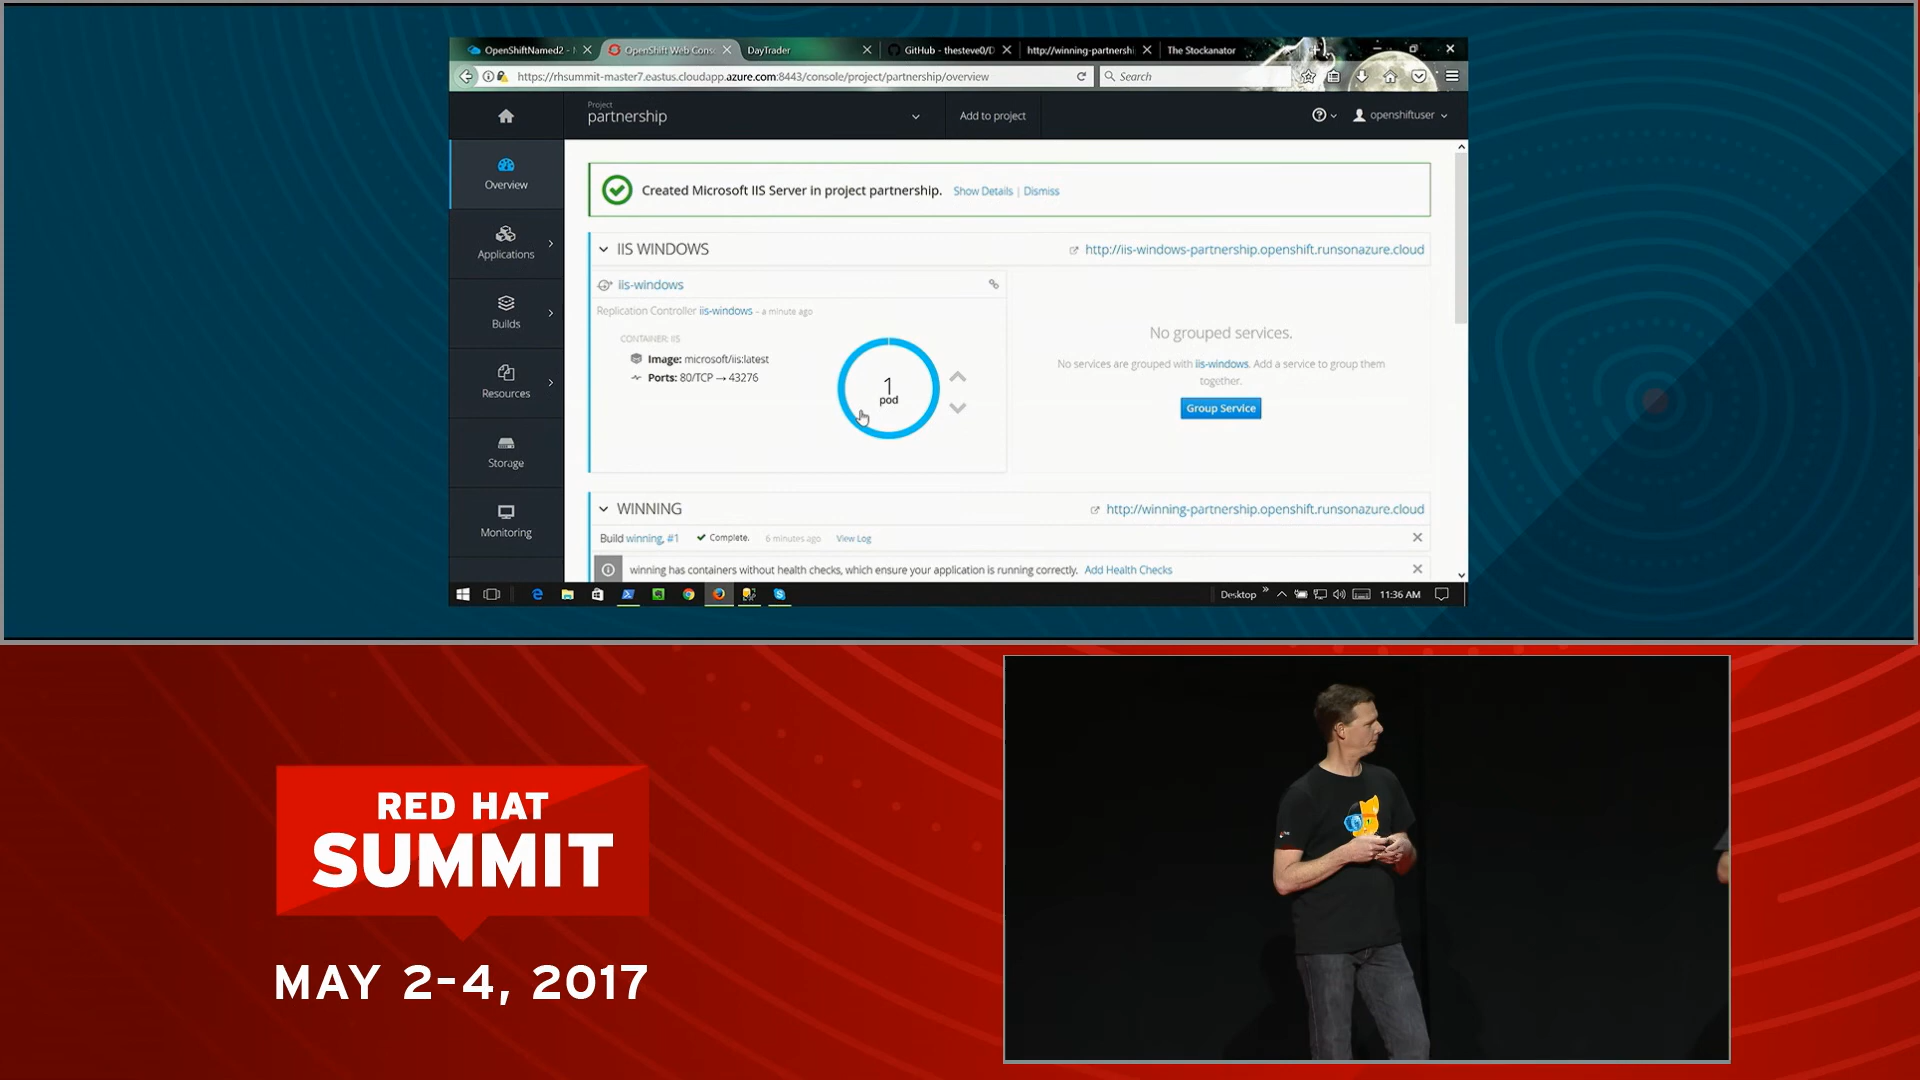 OpenShiftNamed2 -
OpenShift Web Cons
DayTrader
GitHub - thesteve0/D
http://winning-partnershi
The Stockanator
https://rhsummit-master7.eastus.cloudapp.azure.com:8443/console/project/partnership/overview
Search
Project
partnership
Add to project
openshiftuser
Overview
Applications
Builds
Resources
Storage
Monitoring
Created Microsoft IIS Server in project partnership. Show Details | Dismiss
IIS WINDOWS
http://iis-windows-partnership.openshift.runsonazure.cloud
iis-windows
Replication Controller iis-windows - a minute ago
CONTAINER: IIS
Image: microsoft/iis:latest
Ports: 80/TCP → 43276
1
pod
No grouped services.
No services are grouped with iis-windows. Add a service to group them
together.
Group Service
WINNING
http://winning-partnership.openshift.runsonazure.cloud
Build winning, #1 Complete. 6 minutes ago View Log
winning has containers without health checks, which ensure your application is running correctly. Add Health Checks
Desktop
11:36 AM
RED HAT
SUMMIT
MAY 2-4, 2017